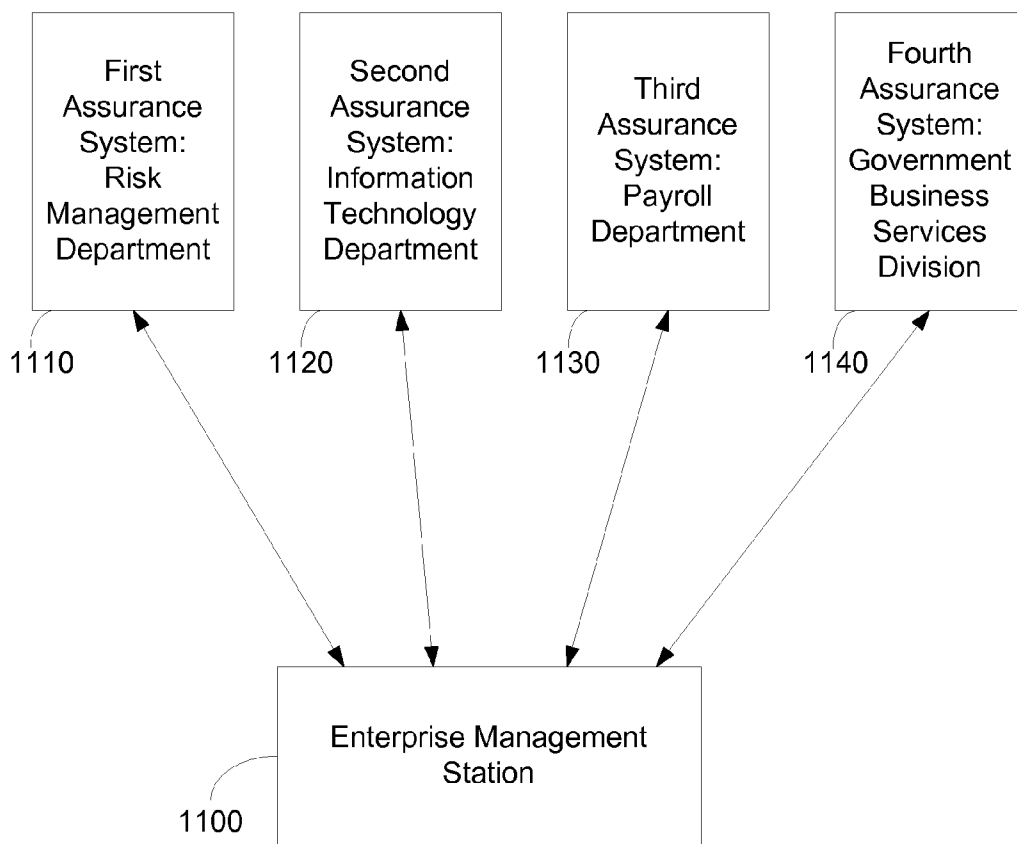 First
Assurance
System:
Risk
Management
Department
Second
Assurance
System:
Information
Technology
Department
Third
Assurance
System:
Payroll
Department
Fourth
Assurance
System:
Government
Business
Services
Division
1110
1120
1130
1140
Enterprise Management
Station
1100